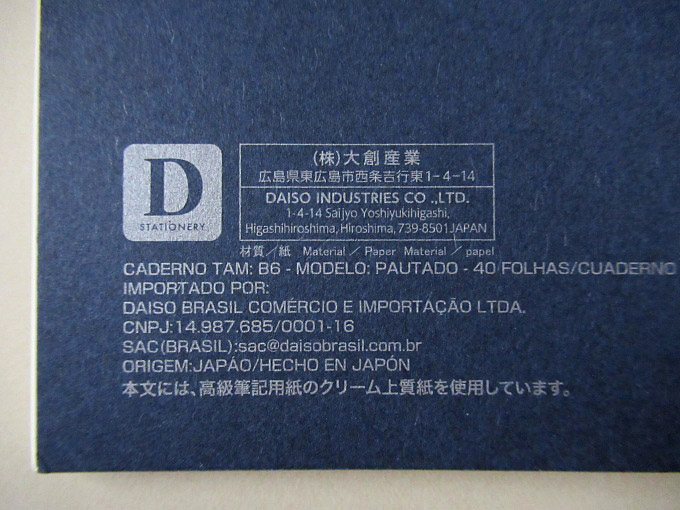 D
STATIONERY
(株)大創産業
広島県東広島市西条吉行東1-4-14
DAISO INDUSTRIES CO .,LTD.
1-4-14 Saijyo Yoshiyukihigashi,
Higashihiroshima, Hiroshima, 739-8501JAPAN
材質／紙 Material / Paper Material / papel
CADERNO TAM: B6 - MODELO: PAUTADO - 40 FOLHAS/CUADERNO
IMPORTADO POR:
DAISO BRASIL COMÉRCIO E IMPORTAÇÃO LTDA.
CNPJ:14.987.685/0001-16
SAC(BRASIL):sac@daisobrasil.com.br
ORIGEM:JAPÁO/HECHO EN JAPÓN
本文には、高級筆記用紙のクリーム上質紙を使用しています。